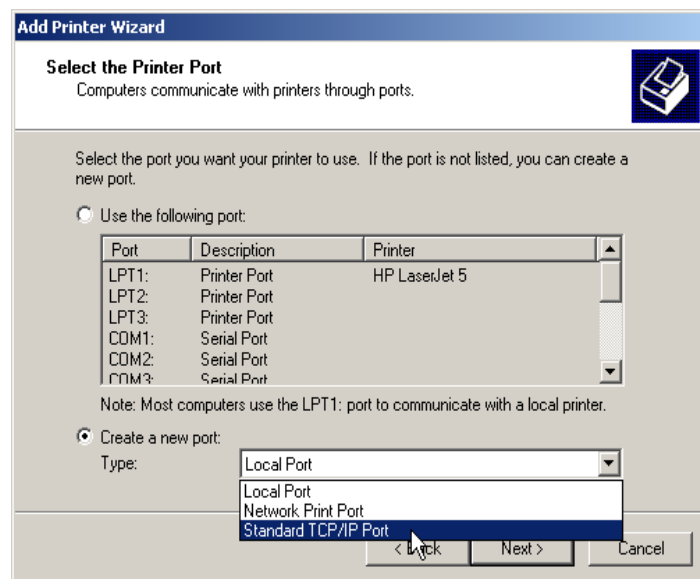 Add Printer Wizard
Select the Printer Port
Computers communicate with printers through ports.
Select the port you want your printer to use. If the port is not listed, you can create a
new port.
Use the following port:
Port Description Printer
LPT1: Printer Port HP LaserJet 5
LPT2: Printer Port
LPT3: Printer Port
COM1: Serial Port
COM2: Serial Port
COM3: Serial Port
Note: Most computers use the LPT1: port to communicate with a local printer.
Create a new port:
Type: Local Port
Local Port
Network Print Port
Standard TCP/IP Port
< Back Next > Cancel